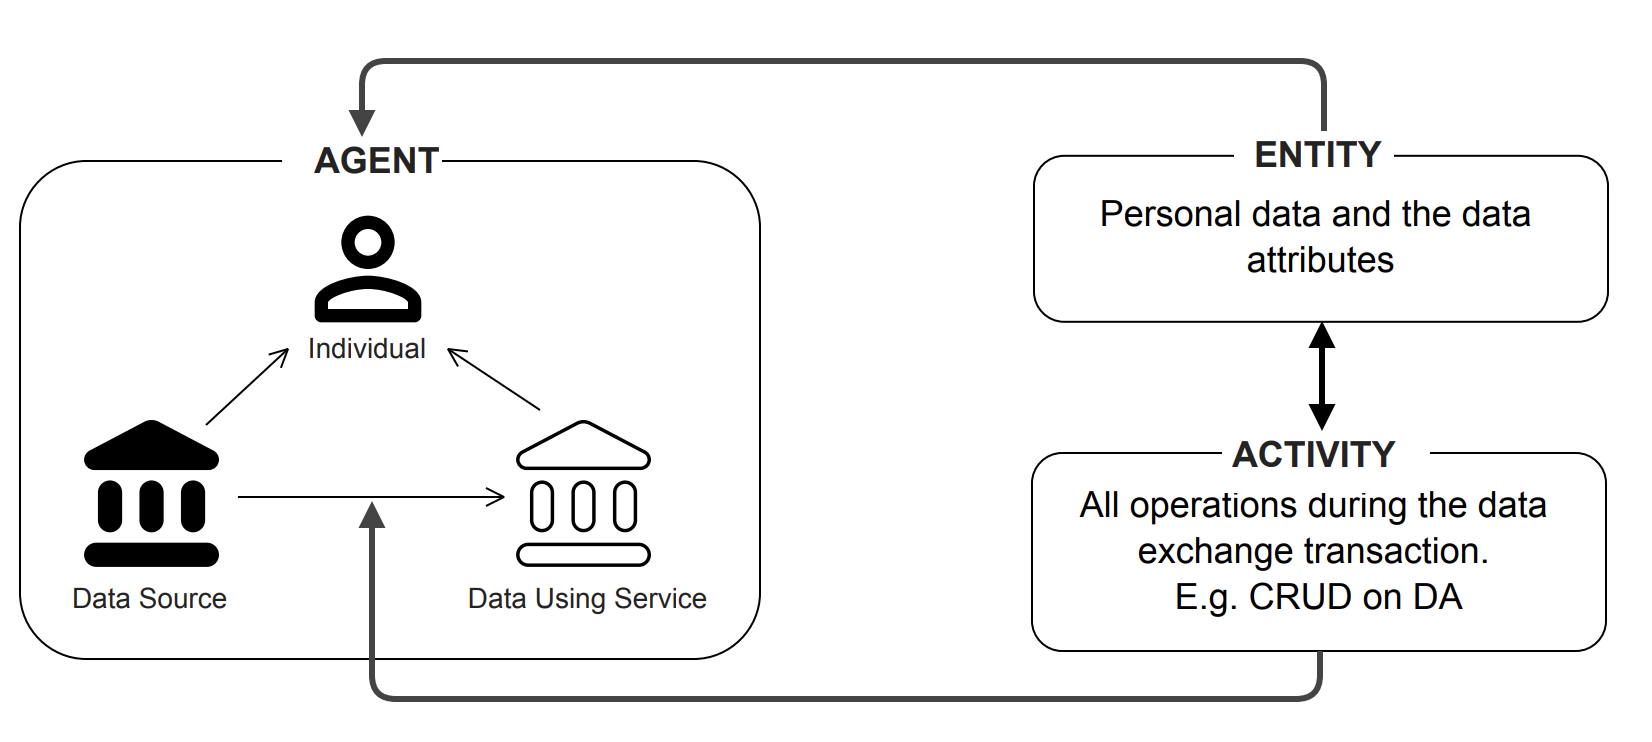 AGENT
Individual
Data Source
Data Using Service
ENTITY
Personal data and the data
attributes
ACTIVITY
All operations during the data
exchange transaction.
E.g. CRUD on DA